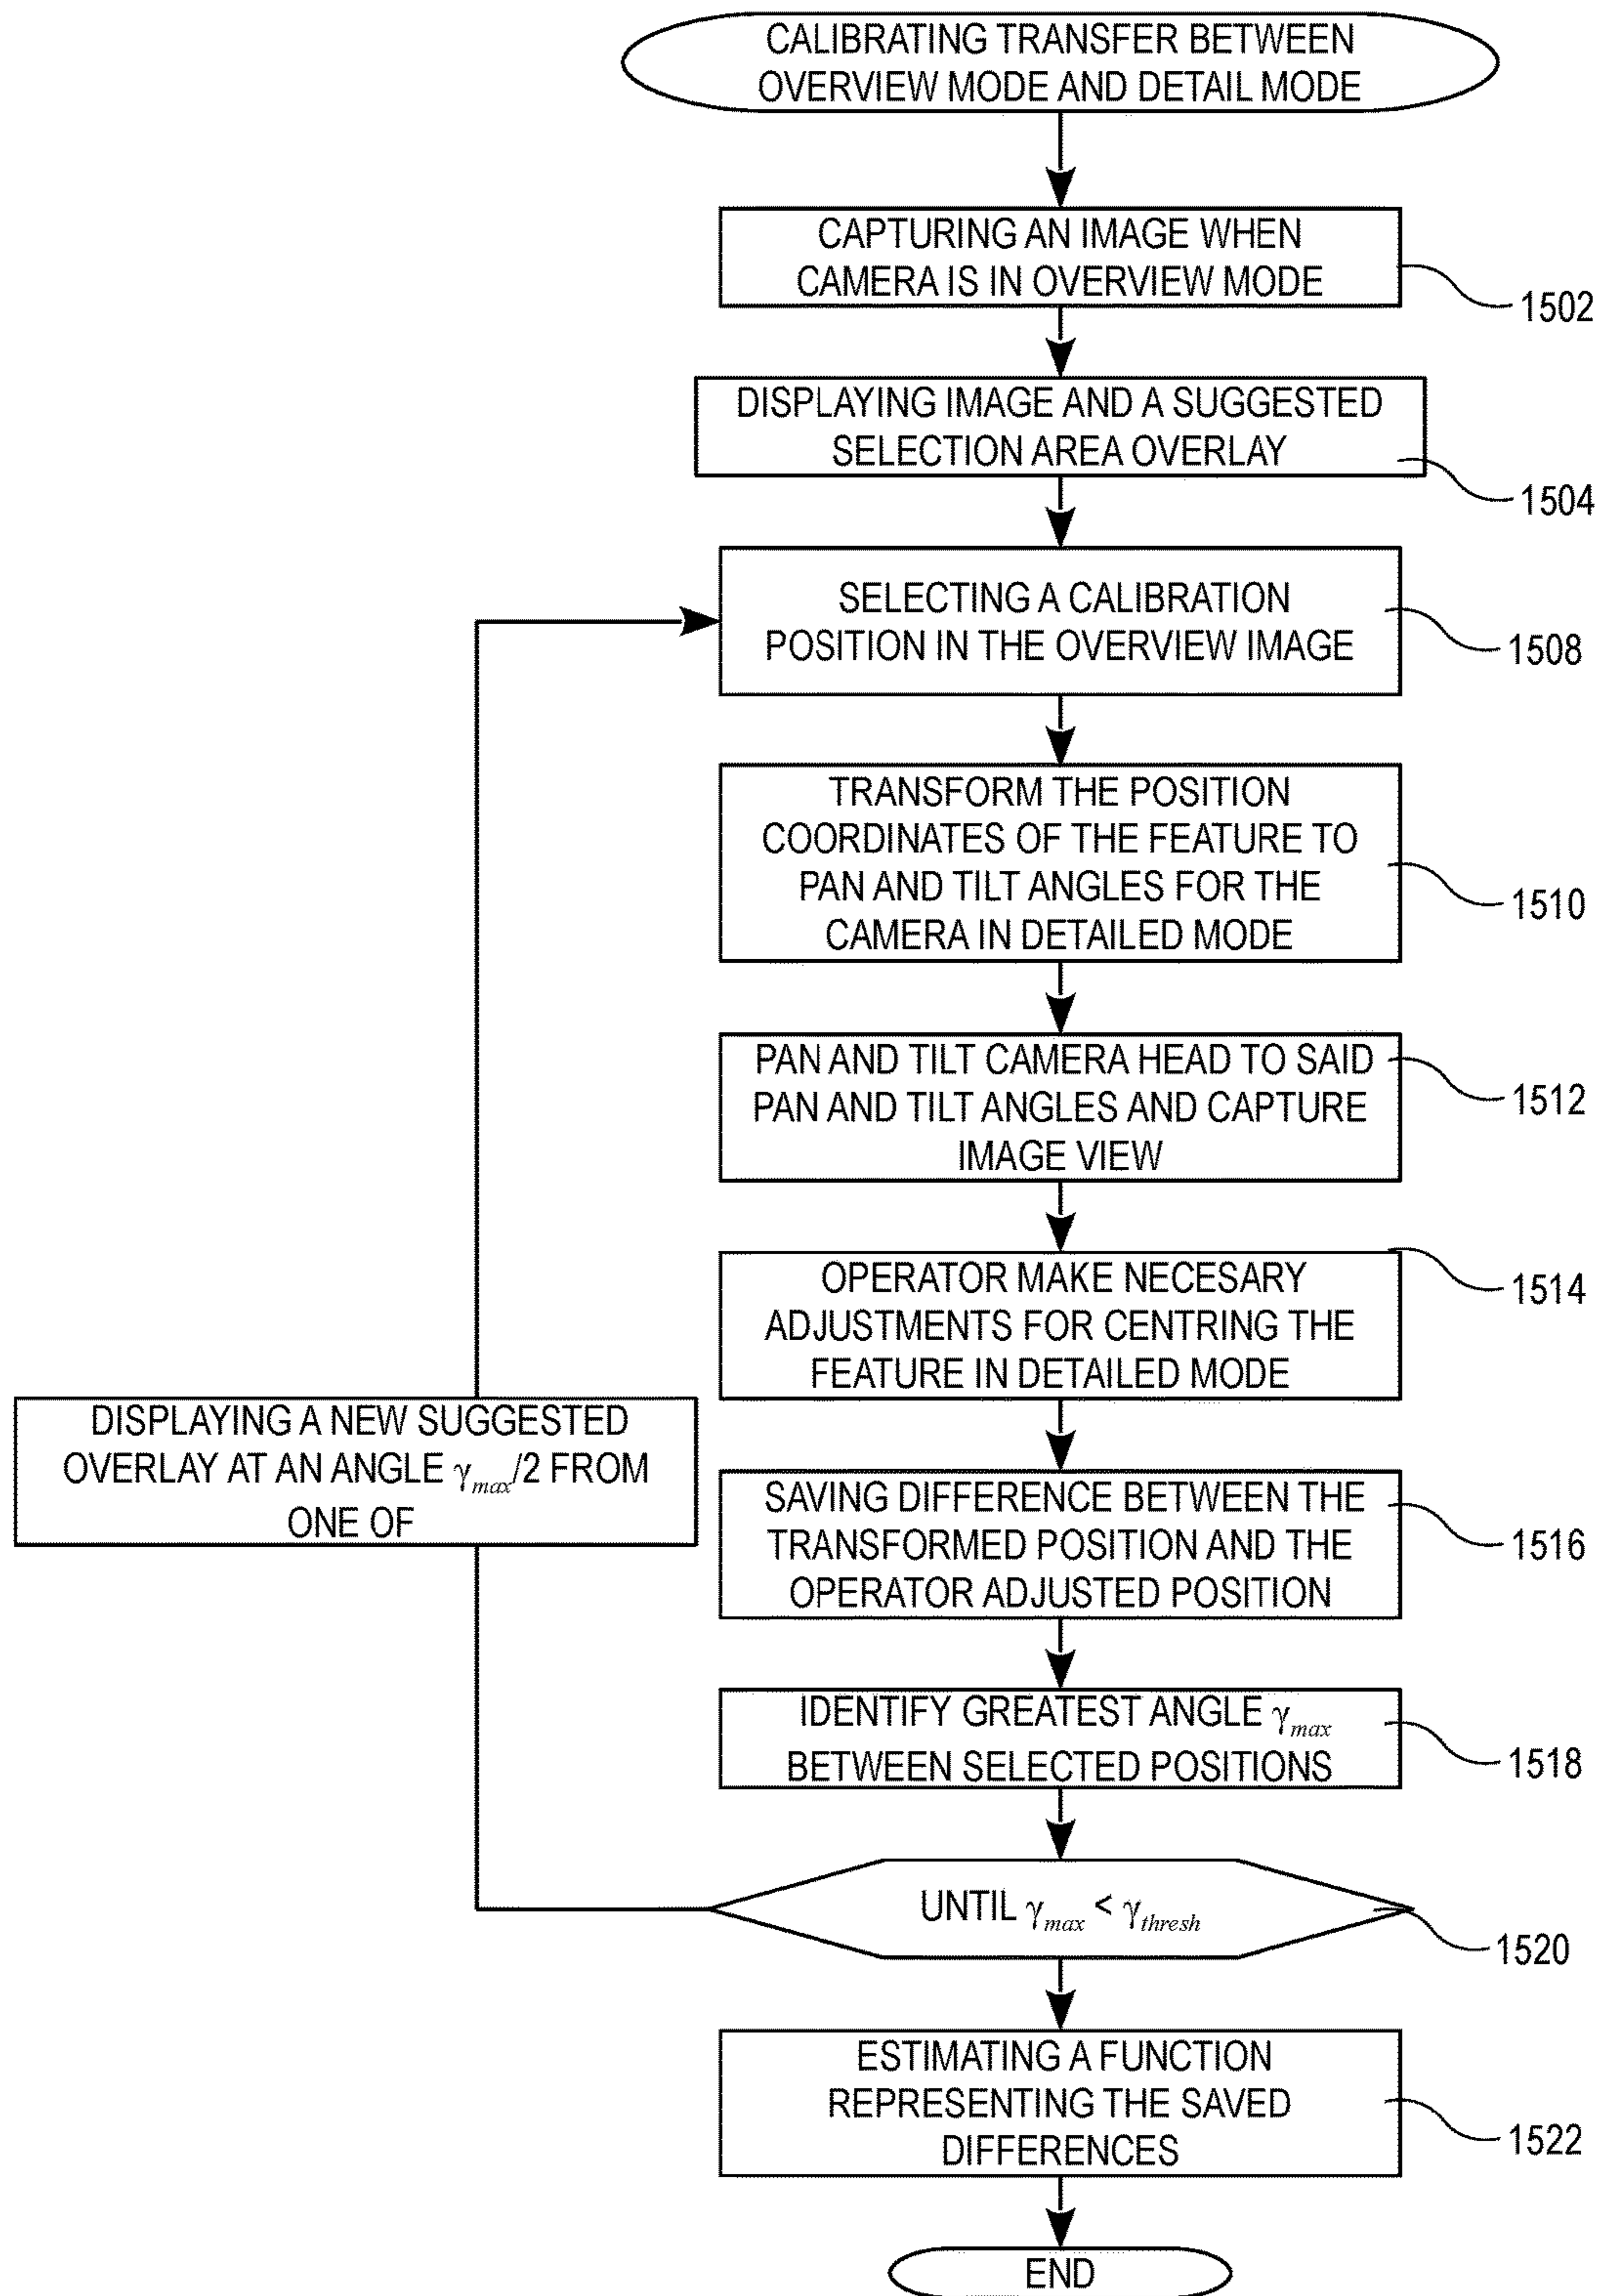 CALIBRATING TRANSFER BETWEEN
OVERVIEW MODE AND DETAIL MODE
CAPTURING AN IMAGE WHEN
CAMERA IS IN OVERVIEW MODE
1502
DISPLAYING IMAGE AND A SUGGESTED
SELECTION AREA OVERLAY
1504
SELECTING A CALIBRATION
POSITION IN THE OVERVIEW IMAGE
1508
TRANSFORM THE POSITION
COORDINATES OF THE FEATURE TO
PAN AND TILT ANGLES FOR THE
CAMERA IN DETAILED MODE
1510
PAN AND TILT CAMERA HEAD TO SAID
PAN AND TILT ANGLES AND CAPTURE
IMAGE VIEW
1512
OPERATOR MAKE NECESARY
ADJUSTMENTS FOR CENTRING THE
FEATURE IN DETAILED MODE
1514
DISPLAYING A NEW SUGGESTED
OVERLAY AT AN ANGLE γmax/2 FROM
ONE OF
SAVING DIFFERENCE BETWEEN THE
TRANSFORMED POSITION AND THE
OPERATOR ADJUSTED POSITION
1516
IDENTIFY GREATEST ANGLE γmax
BETWEEN SELECTED POSITIONS
1518
UNTIL γmax < γthresh
1520
ESTIMATING A FUNCTION
REPRESENTING THE SAVED
DIFFERENCES
1522
END